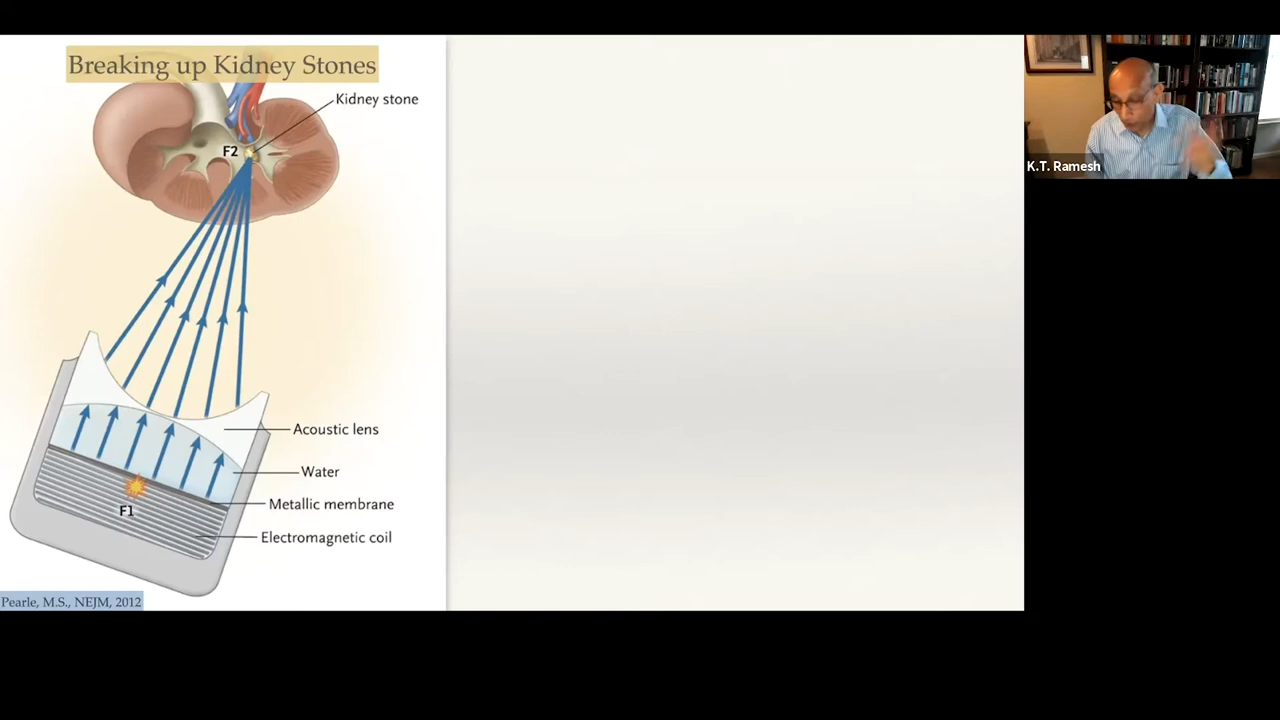 Breaking up Kidney Stones
Kidney stone
F2
K.T. Ramesh
Acoustic lens
Water
Metallic membrane
F1
Electromagnetic coil
Pearle, M.S., NEJM, 2012